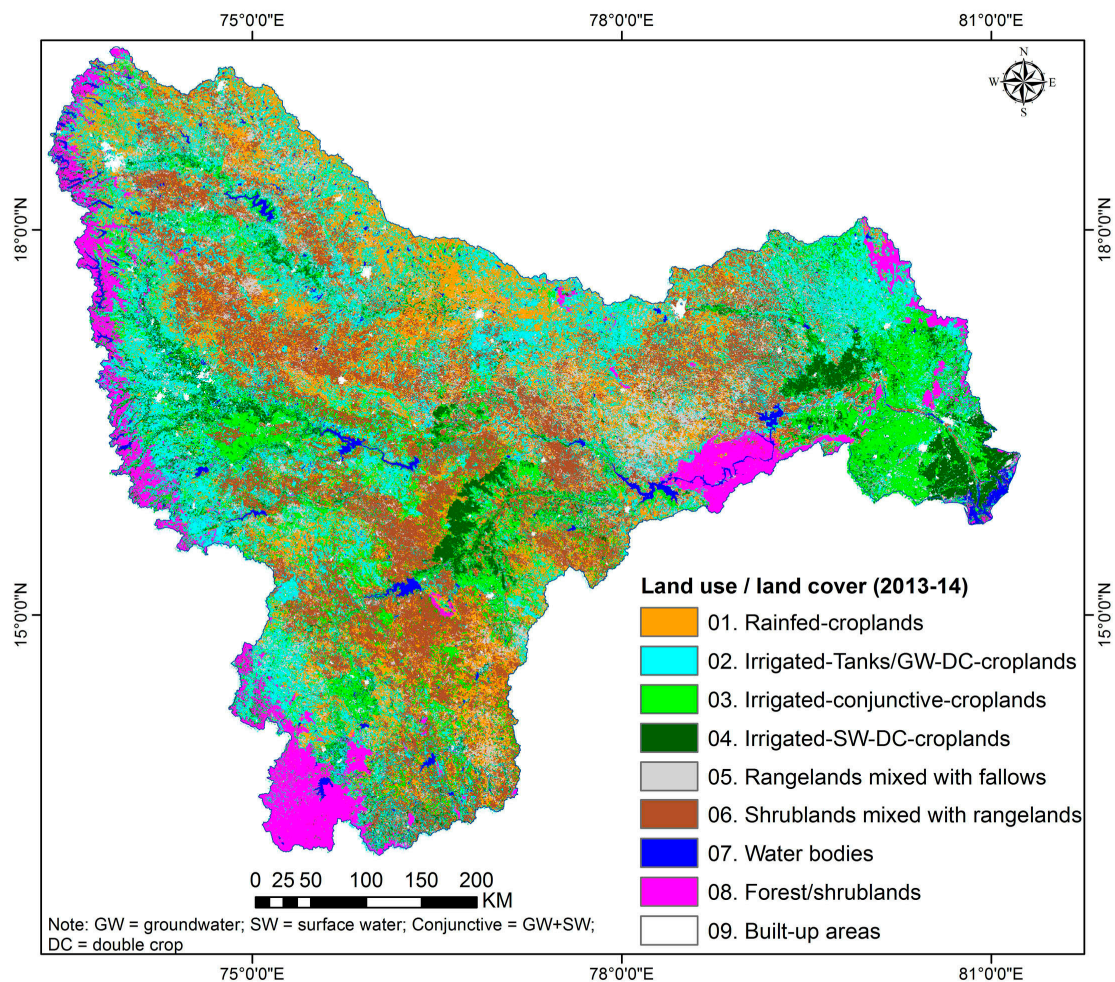 75°0'0"E 78°0'0"E 81°0'0"E
N
W E
S
18°0'0"N 18°0'0"N
15°0'0"N 15°0'0"N
Land use / land cover (2013-14)
01. Rainfed-croplands
02. Irrigated-Tanks/GW-DC-croplands
03. Irrigated-conjunctive-croplands
04. Irrigated-SW-DC-croplands
05. Rangelands mixed with fallows
06. Shrublands mixed with rangelands
07. Water bodies
08. Forest/shrublands
09. Built-up areas
0 25 50 100 150 200
KM
Note: GW = groundwater; SW = surface water; Conjunctive = GW+SW;
DC = double crop
75°0'0"E 78°0'0"E 81°0'0"E